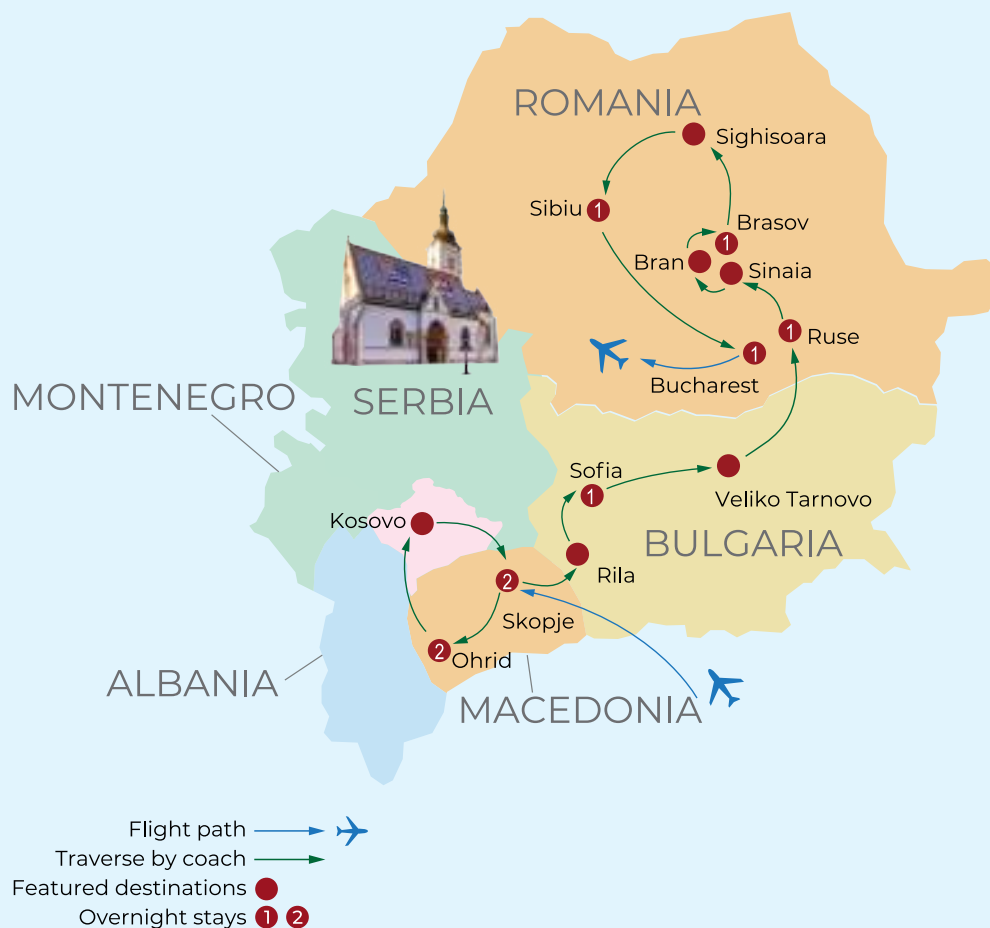 ROMANIA
Sighisoara
Sibiu
1
Brasov
1
Bran
Sinaia
1
Ruse
1
Bucharest
MONTENEGRO
SERBIA
Sofia
1
Veliko Tarnovo
Kosovo
BULGARIA
Rila
2
Skopje
2
Ohrid
ALBANIA
MACEDONIA
Flight path
Traverse by coach
Featured destinations
Overnight stays 1 2